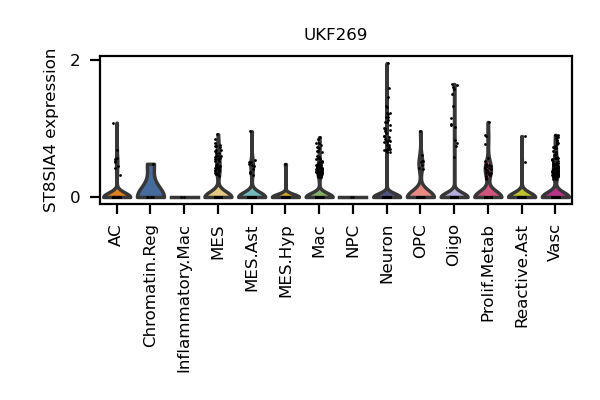 UKF269
ST8SIA4 expression
2
0
AC
Chromatin.Reg
Inflammatory.Mac
MES
MES.Ast
MES.Hyp
Mac
NPC
Neuron
OPC
Oligo
Prolif.Metab
Reactive.Ast
Vasc